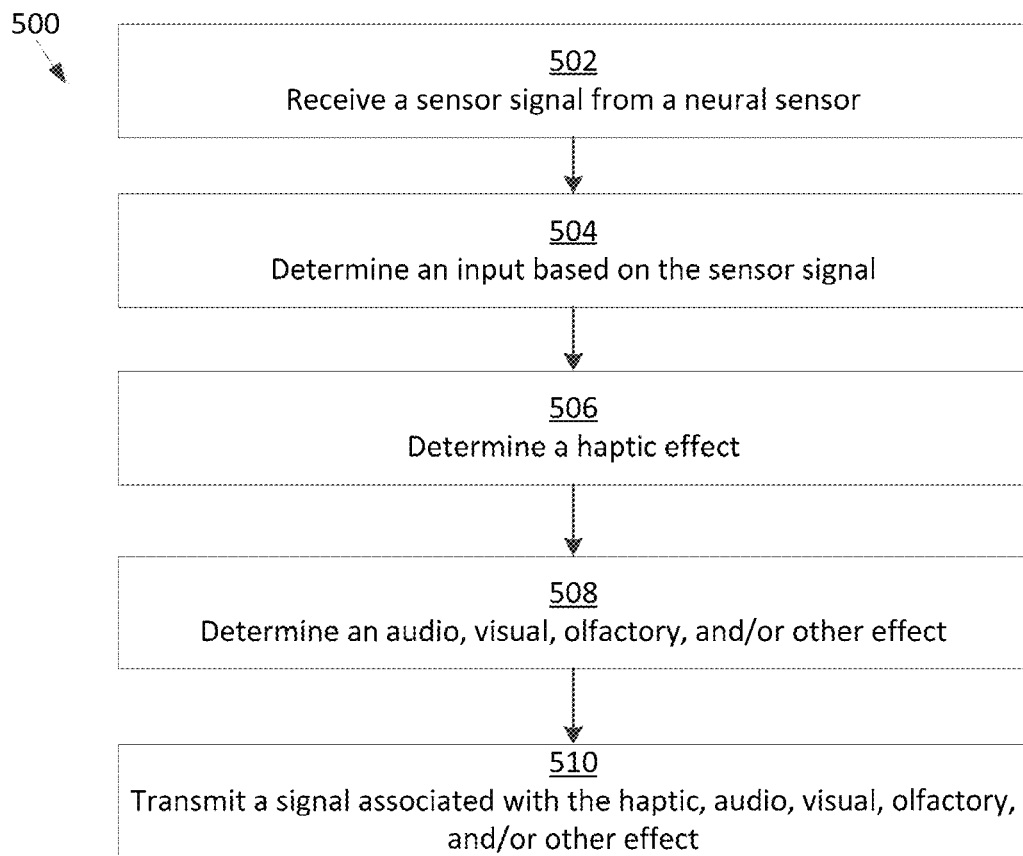 500
502
Receive a sensor signal from a neural sensor
504
Determine an input based on the sensor signal
506
Determine a haptic effect
508
Determine an audio, visual, olfactory, and/or other effect
510
Transmit a signal associated with the haptic, audio, visual, olfactory,
and/or other effect